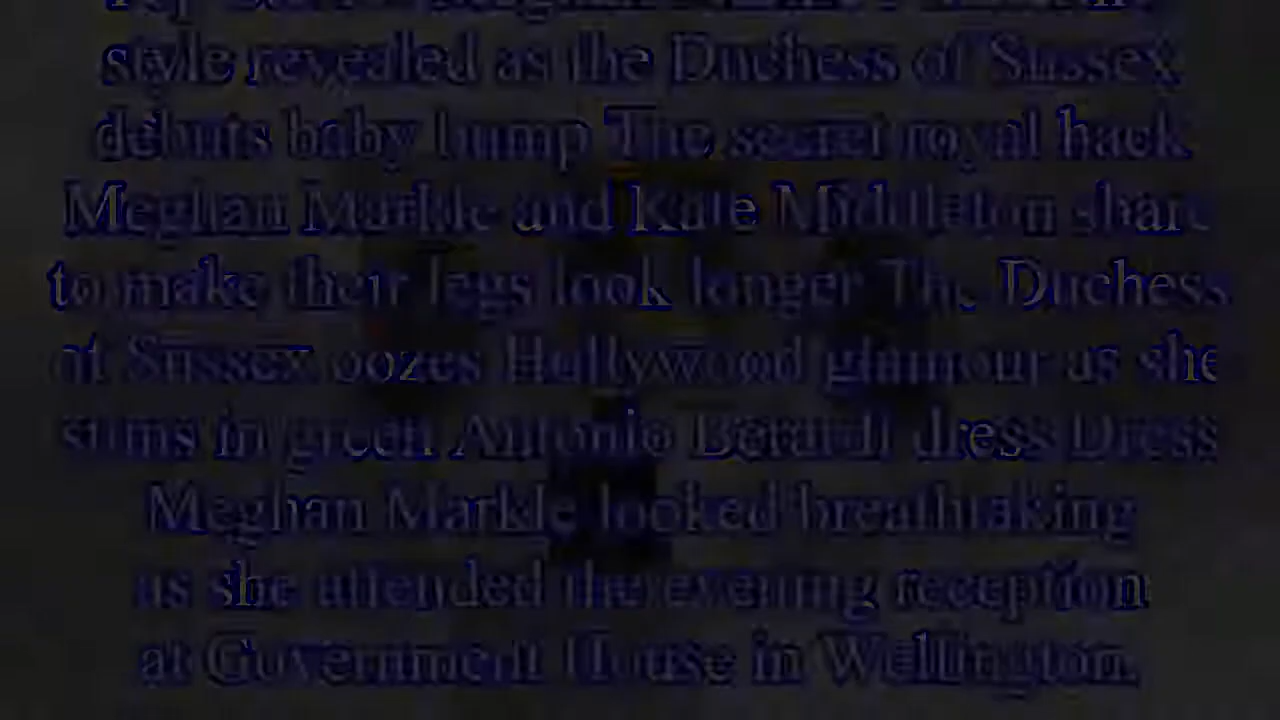 style revealed as the Duchess of Sussex
debuts baby bump The secret royal hack
Meghan Markle and Kate Middleton share
to make their legs look longer The Duchess
of Sussex oozes Hollywood glamour as she
stuns in green Antonio Berardi dress Dress
Meghan Markle looked breathtaking
as she attended the evening reception
at Government House in Wellington.